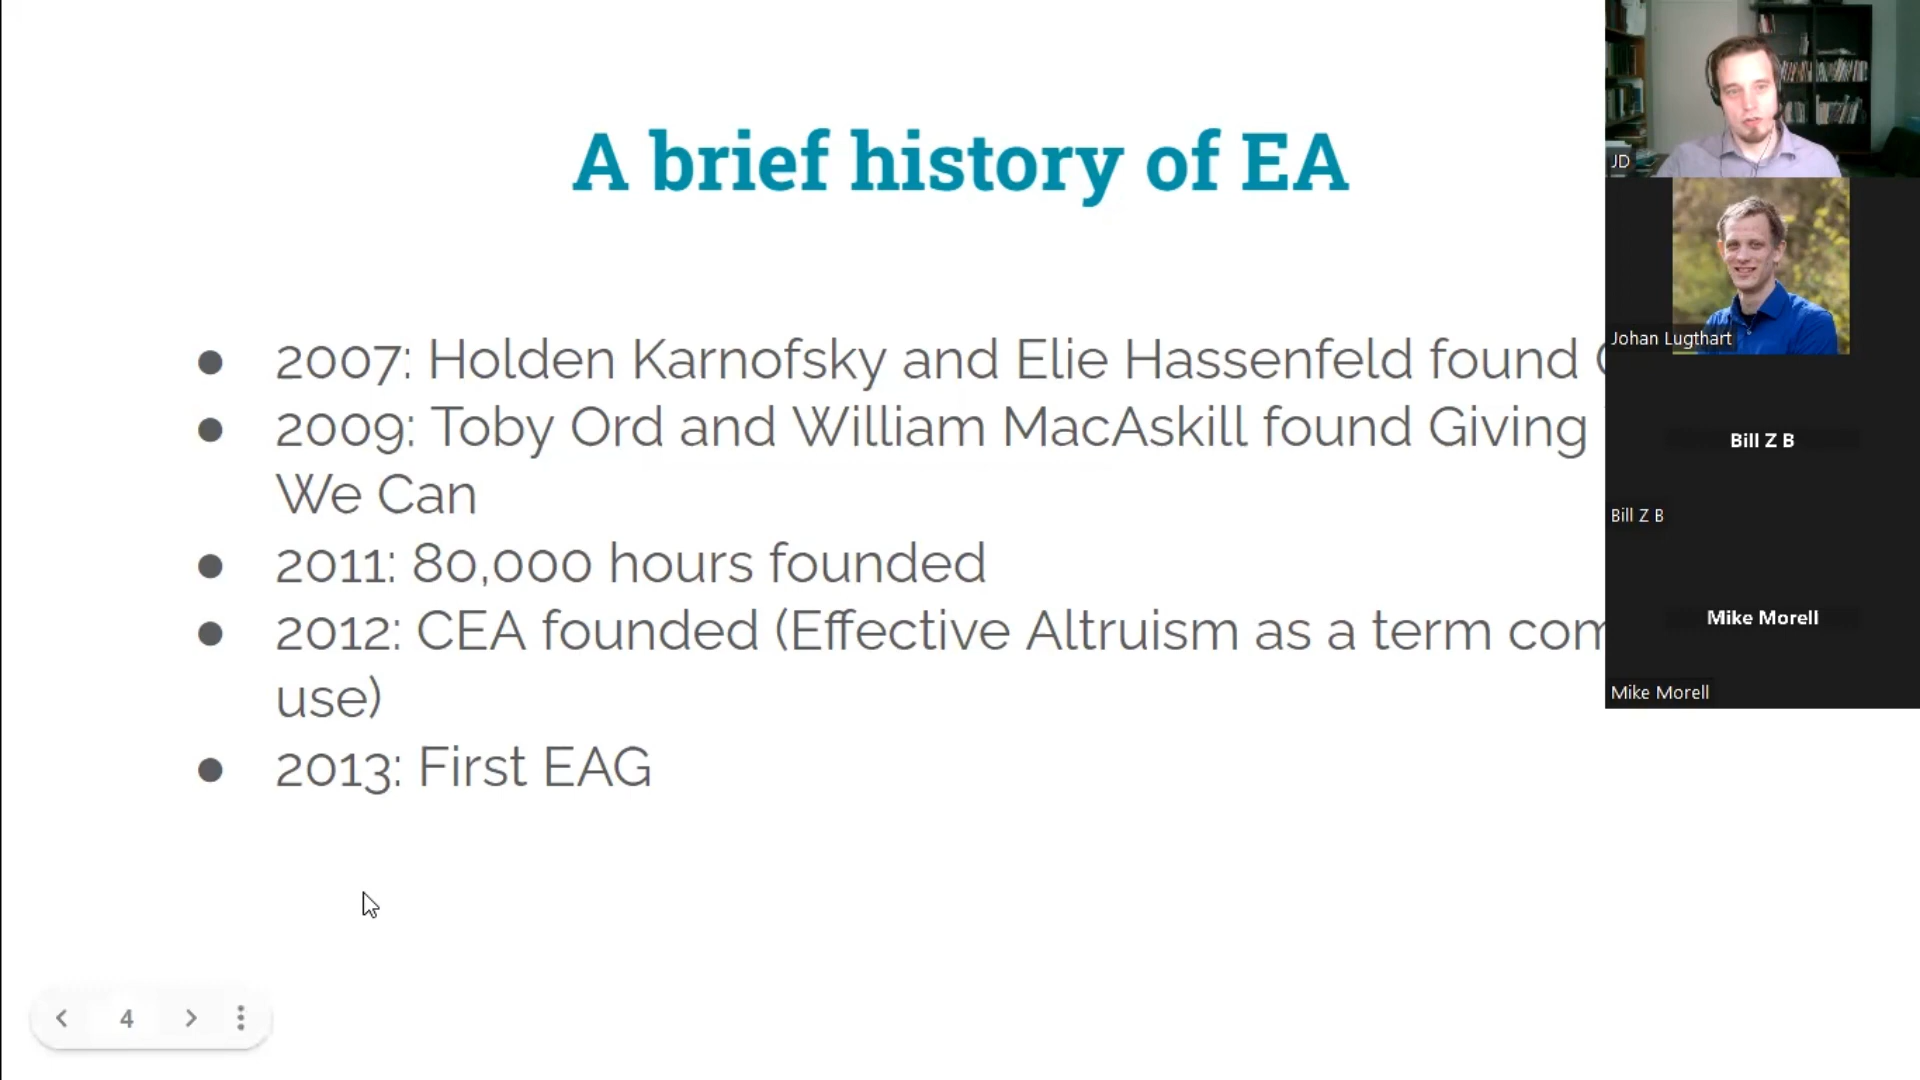 A brief history of EA
2007: Holden Karnofsky and Elie Hassenfeld found
2009: Toby Ord and William MacAskill found Giving
We Can
2011: 80,000 hours founded
2012: CEA founded (Effective Altruism as a term
use)
2013: First EAG
4
JD
Johan Lugthart
Bill Z B
Bill Z B
Mike Morell
Mike Morell